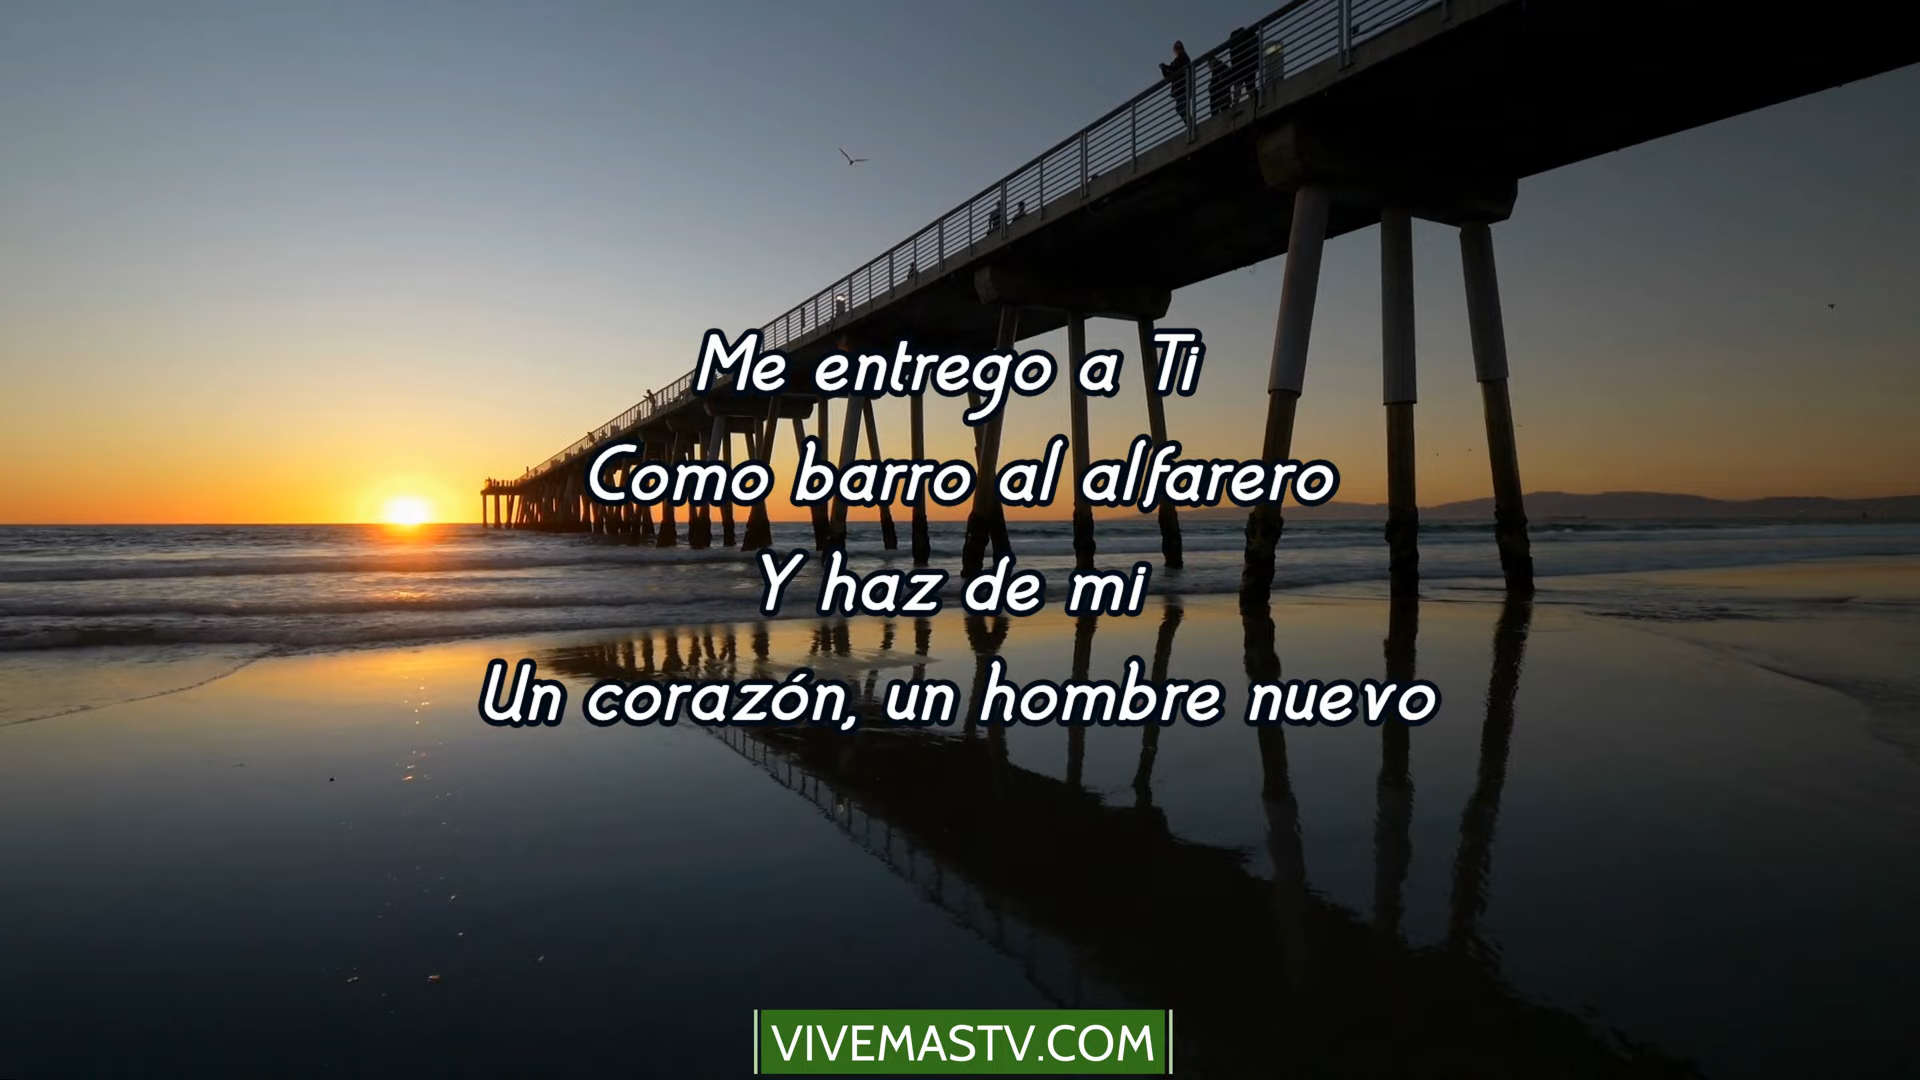 Me entrego a Ti
Como barro al alfarero
Y haz de mi
Un corazón, un hombre nuevo
VIVEMASTV.COM